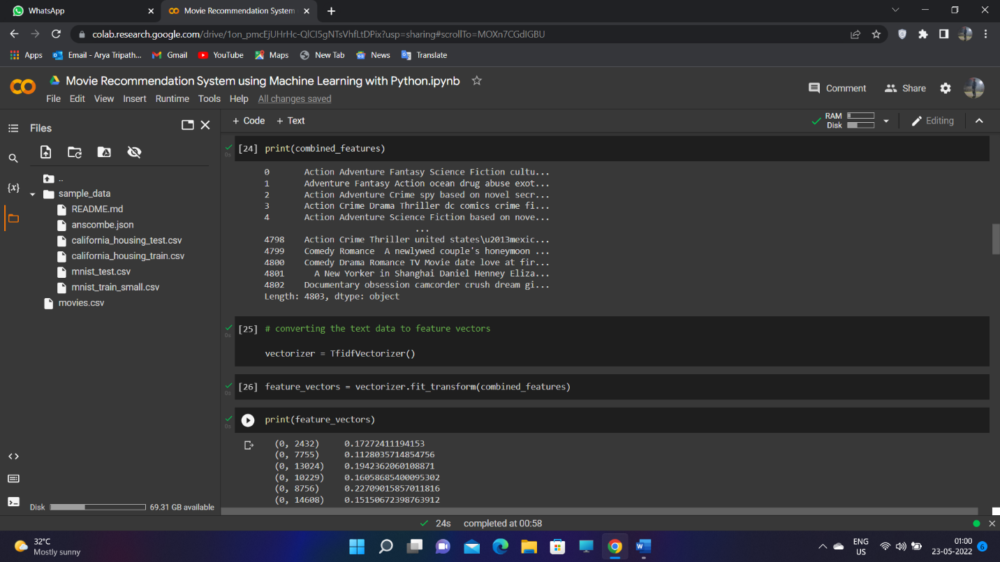 WhatsApp
Movie Recommendation System
colab.research.google.com/drive/1on_pmcEjUHrHc-QlCI5gNTsVhfLtDPix?usp=sharing#scrollTo=MOXn7CGdIGBU
Apps Email - Arya Tripath... Gmail YouTube Maps New Tab News Translate
Movie Recommendation System using Machine Learning with Python.ipynb
File Edit View Insert Runtime Tools Help All changes saved
Comment Share
Files
+ Code + Text
RAM
Disk
Editing
..
sample_data
README.md
anscombe.json
california_housing_test.csv
california_housing_train.csv
mnist_test.csv
mnist_train_small.csv
movies.csv
{x}
Disk 69.31 GB available
0s [24] print(combined_features)
0 Action Adventure Fantasy Science Fiction cultu...
1 Adventure Fantasy Action ocean drug abuse exot...
2 Action Adventure Crime spy based on novel secr...
3 Action Crime Drama Thriller dc comics crime fi...
4 Action Adventure Science Fiction based on nove...
...
4798 Action Crime Thriller united states\u2013mexic...
4799 Comedy Romance A newlywed couple's honeymoon ...
4800 Comedy Drama Romance TV Movie date love at fir...
4801 A New Yorker in Shanghai Daniel Henney Eliza...
4802 Documentary obsession camcorder crush dream gi...
Length: 4803, dtype: object
0s [25] # converting the text data to feature vectors
vectorizer = TfidfVectorizer()
0s [26] feature_vectors = vectorizer.fit_transform(combined_features)
0s print(feature_vectors)
(0, 2432) 0.17272411194153
(0, 7755) 0.1128035714854756
(0, 13024) 0.1942362060108871
(0, 10229) 0.16058685400095302
(0, 8756) 0.22709015857011816
(0, 14608) 0.15150672398763912
24s completed at 00:58
32°C
Mostly sunny
ENG
US
01:00
23-05-2022
6